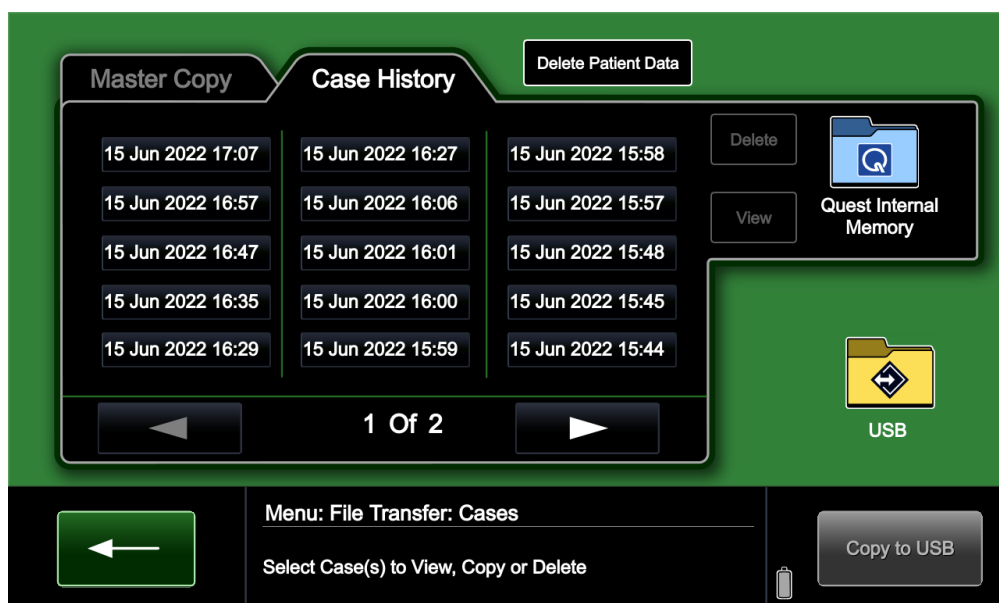 Master Copy
Case History
Delete Patient Data
15 Jun 2022 17:07
15 Jun 2022 16:57
15 Jun 2022 16:47
15 Jun 2022 16:35
15 Jun 2022 16:29
15 Jun 2022 16:27
15 Jun 2022 16:06
15 Jun 2022 16:01
15 Jun 2022 16:00
15 Jun 2022 15:59
15 Jun 2022 15:58
15 Jun 2022 15:57
15 Jun 2022 15:48
15 Jun 2022 15:45
15 Jun 2022 15:44
Delete
View
Q
Quest Internal
Memory
USB
1 Of 2
Menu: File Transfer: Cases
Select Case(s) to View, Copy or Delete
Copy to USB